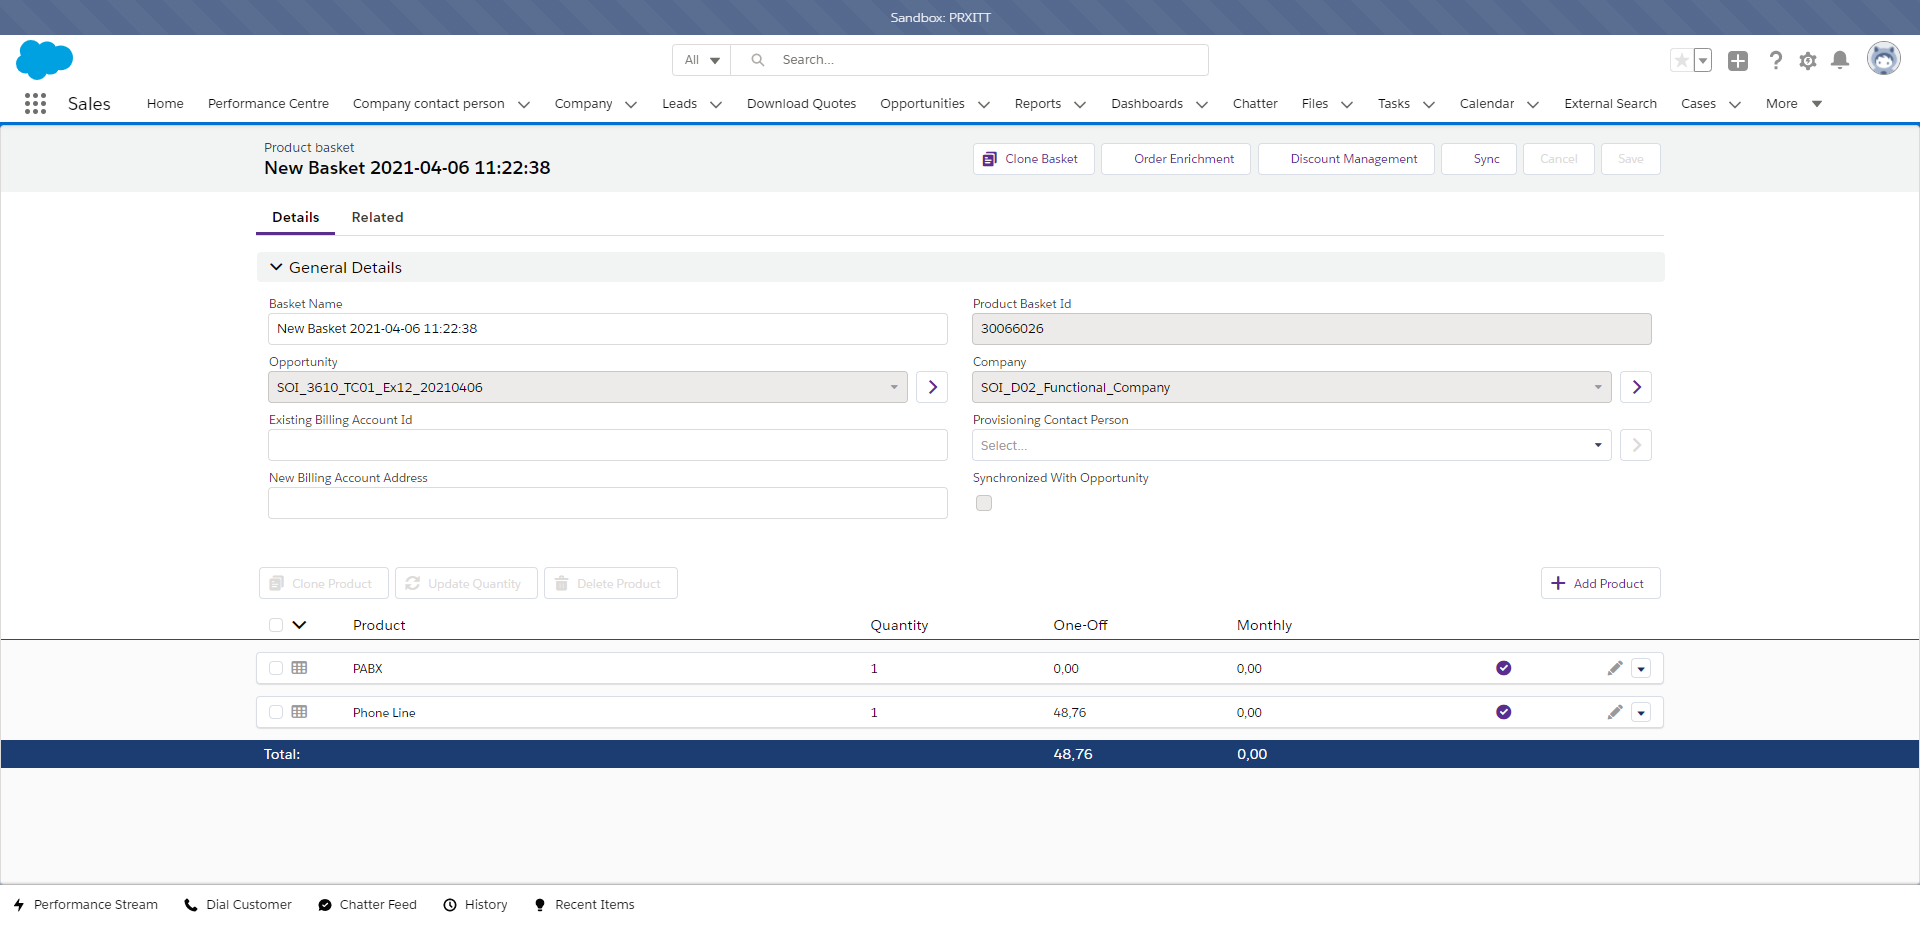 Sandbox: PRXITT
All Search...
Sales Home Performance Centre Company contact person Company Leads Download Quotes Opportunities Reports Dashboards Chatter Files Tasks Calendar External Search Cases More
Product basket
New Basket 2021-04-06 11:22:38
Clone Basket Order Enrichment Discount Management Sync Cancel Save
Details Related
General Details
Basket Name Product Basket Id
New Basket 2021-04-06 11:22:38 30066026
Opportunity Company
SOI_3610_TC01_Ex12_20210406 SOI_D02_Functional_Company
Existing Billing Account Id Provisioning Contact Person
Select...
New Billing Account Address Synchronized With Opportunity
Clone Product Update Quantity Delete Product Add Product
Product Quantity One-Off Monthly
PABX 1 0,00 0,00
Phone Line 1 48,76 0,00
Total: 48,76 0,00
Performance Stream Dial Customer Chatter Feed History Recent Items